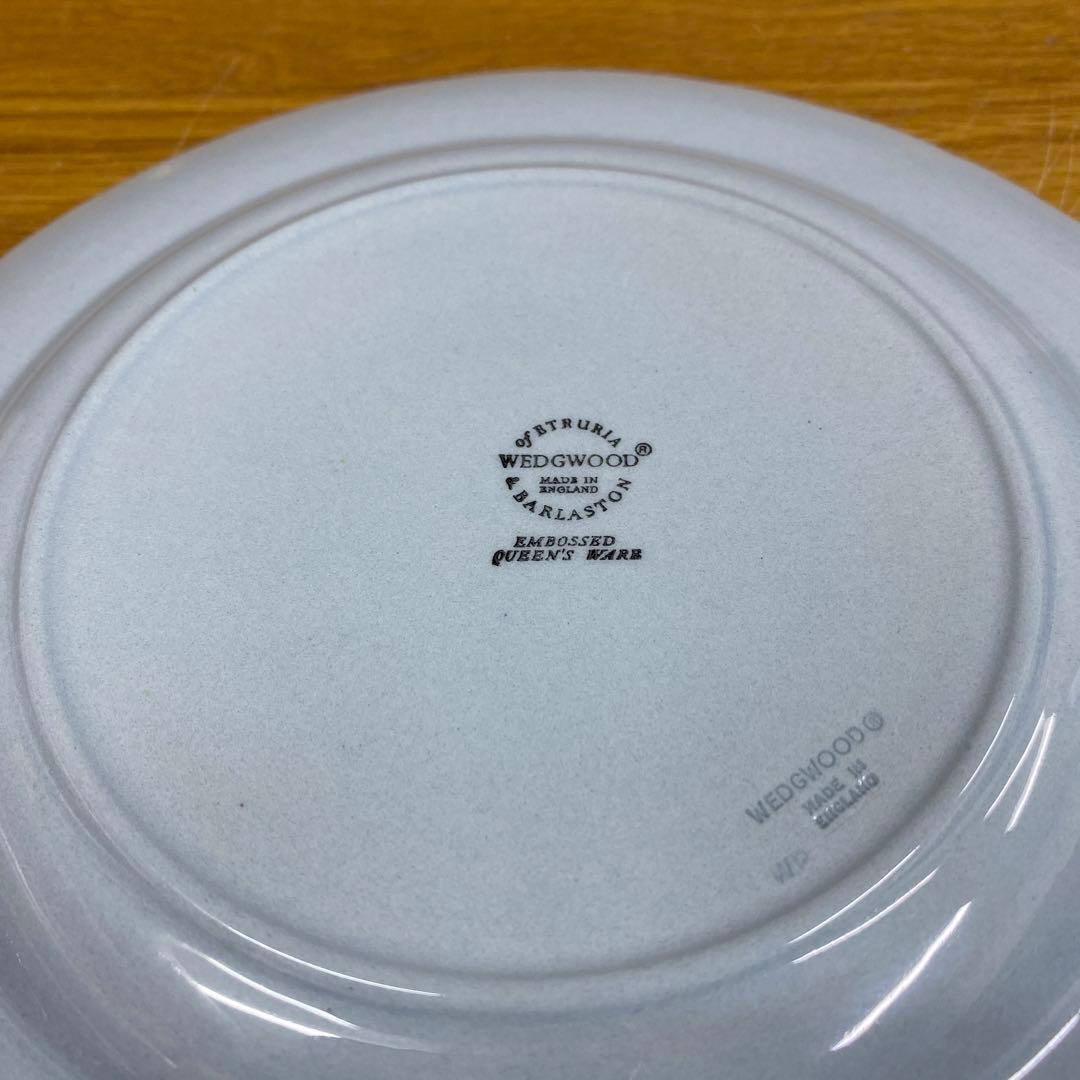 of ETRURIA
WEDGWOOD®
MADE IN
ENGLAND
& BARLASTON
EMBOSSED
QUEEN'S WARE
WEDGWOOD®
MADE IN
ENGLAND